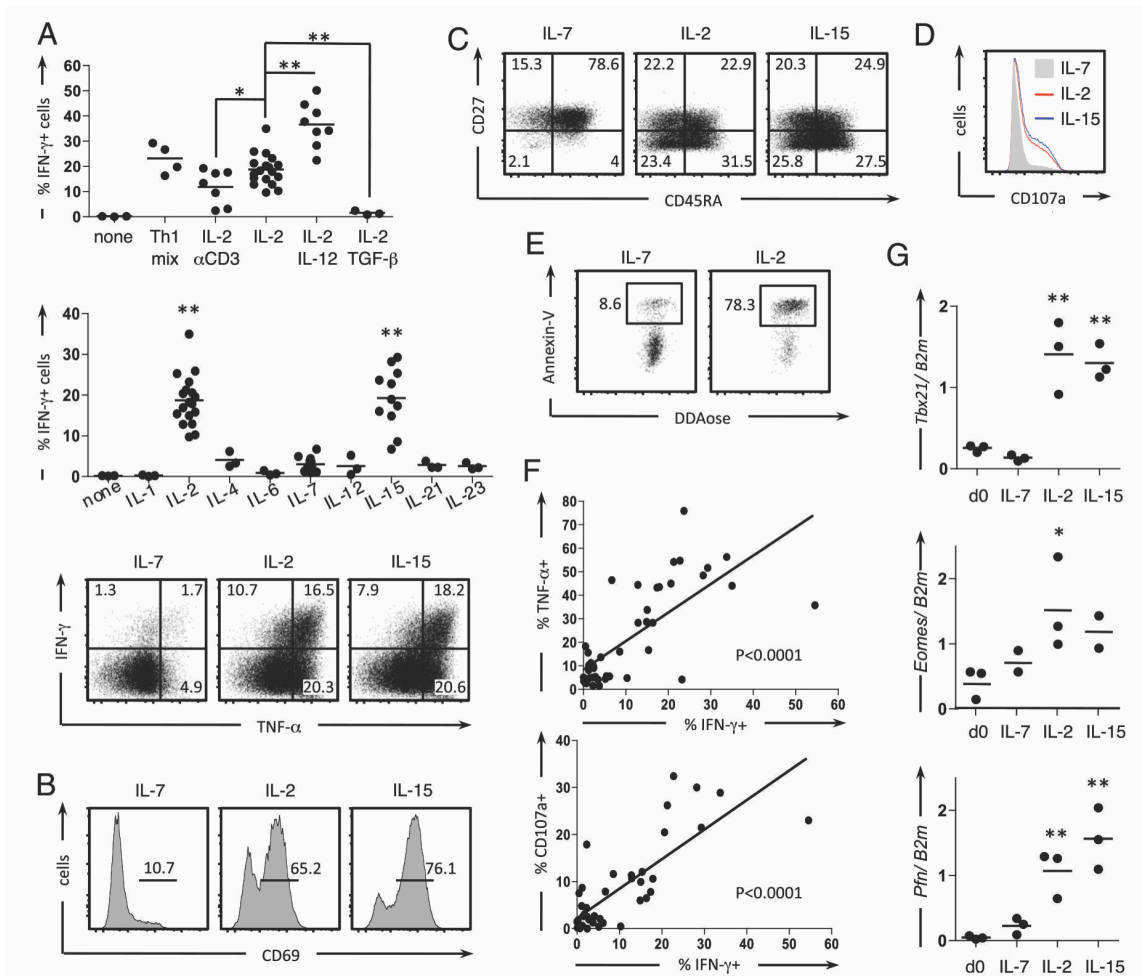 A
% IFN-γ+ cells
60
50
40
30
20
10
0
* ** **
none Th1 mix IL-2 αCD3 IL-2 IL-2 IL-12 IL-2 TGF-β
% IFN-γ+ cells
40
30
20
10
0
** **
none IL-1 IL-2 IL-4 IL-6 IL-7 IL-12 IL-15 IL-21 IL-23
IL-7 IL-2 IL-15
1.3 1.7 10.7 16.5 7.9 18.2
4.9 20.3 20.6
IFN-γ
TNF-α
B
IL-7 IL-2 IL-15
10.7 65.2 76.1
cells
CD69
C
IL-7 IL-2 IL-15
15.3 78.6 22.2 22.9 20.3 24.9
2.1 4 23.4 31.5 25.8 27.5
CD27
CD45RA
D
IL-7
IL-2
IL-15
cells
CD107a
E
IL-7 IL-2
8.6 78.3
Annexin-V
DDAose
F
% TNF-α+
80
70
60
50
40
30
20
10
0
P<0.0001
0 10 20 30 40 50 60
% IFN-γ+
% CD107a+
40
30
20
10
0
P<0.0001
0 10 20 30 40 50 60
% IFN-γ+
G
Tbx21/ B2m
2
1
0
** **
d0 IL-7 IL-2 IL-15
Eomes/ B2m
2
1
0
*
d0 IL-7 IL-2 IL-15
Pfn/ B2m
2
1
0
** **
d0 IL-7 IL-2 IL-15